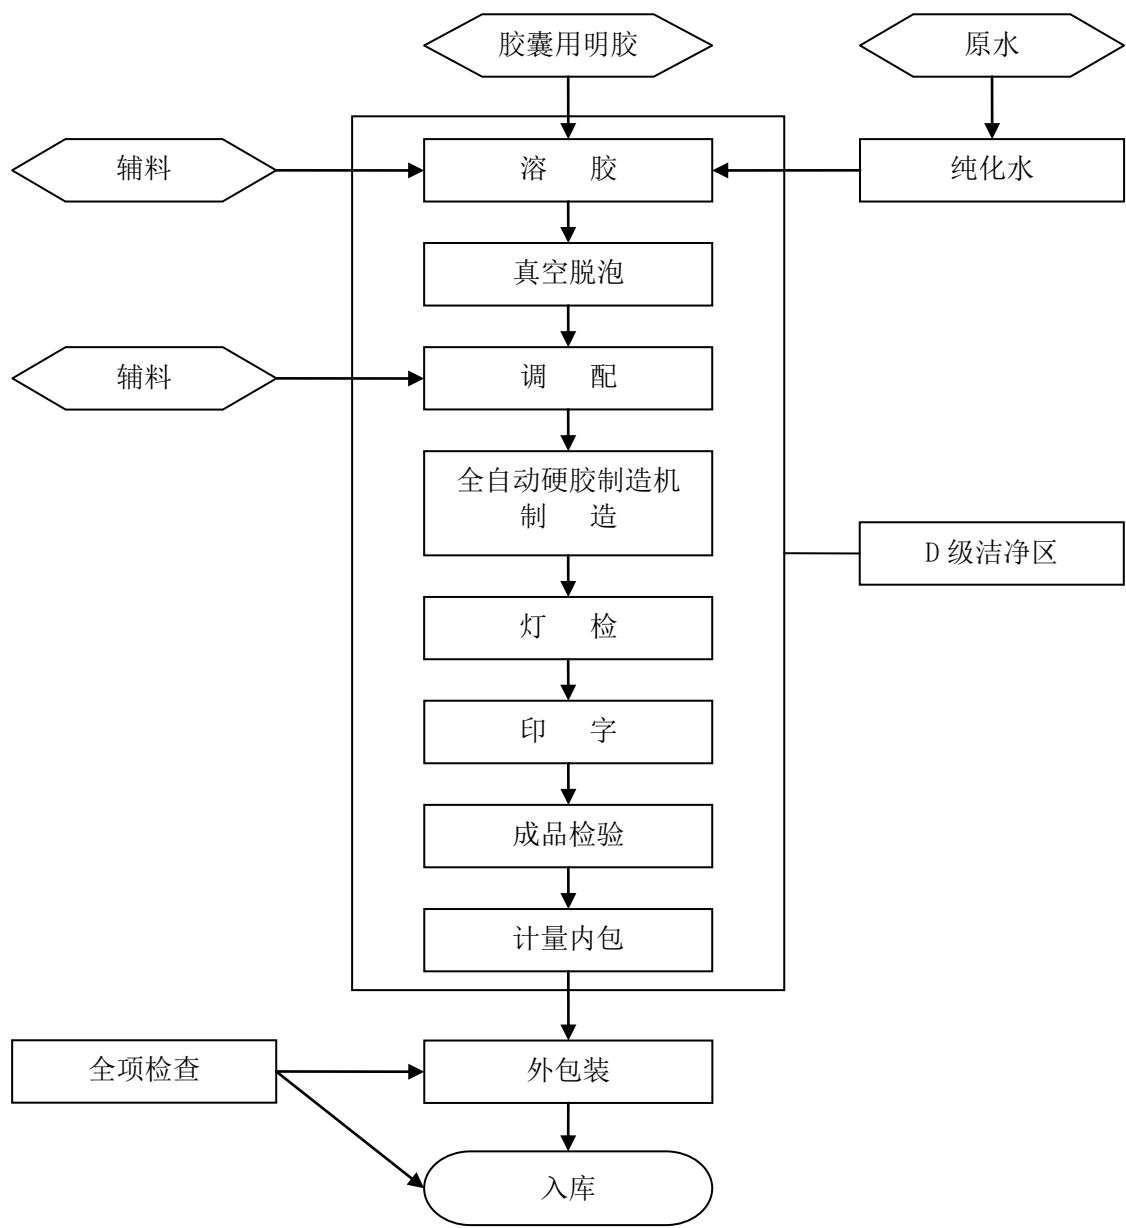 胶囊用明胶
原水
辅料
溶 胶
纯化水
真空脱泡
辅料
调 配
全自动硬胶制造机
制 造
D 级洁净区
灯 检
印 字
成品检验
计量内包
全项检查
外包装
入库